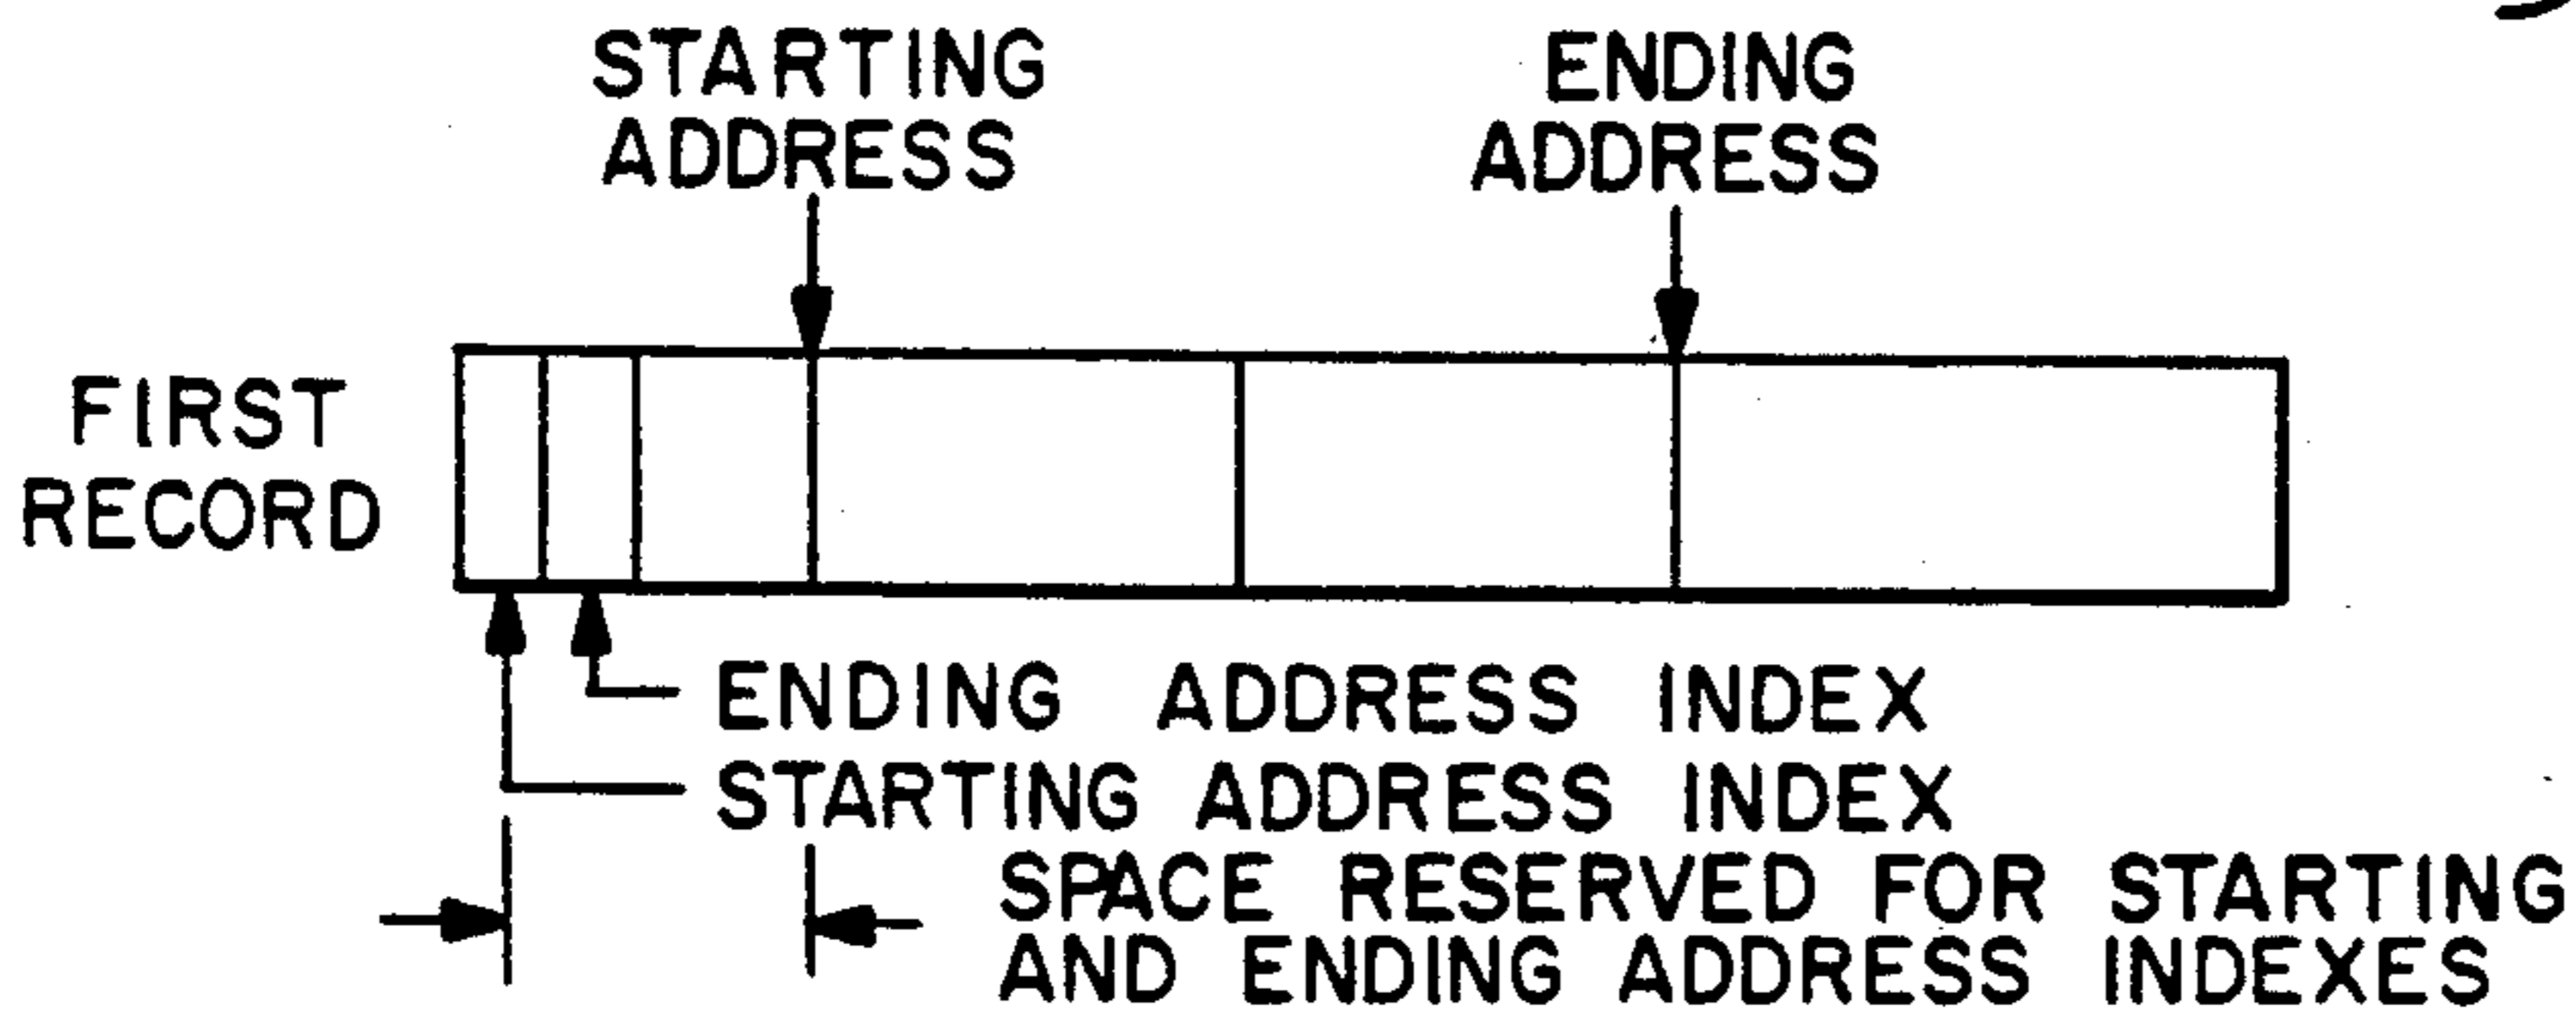 STARTING
ADDRESS
ENDING
ADDRESS
FIRST
RECORD
ENDING ADDRESS INDEX
STARTING ADDRESS INDEX
SPACE RESERVED FOR STARTING
AND ENDING ADDRESS INDEXES